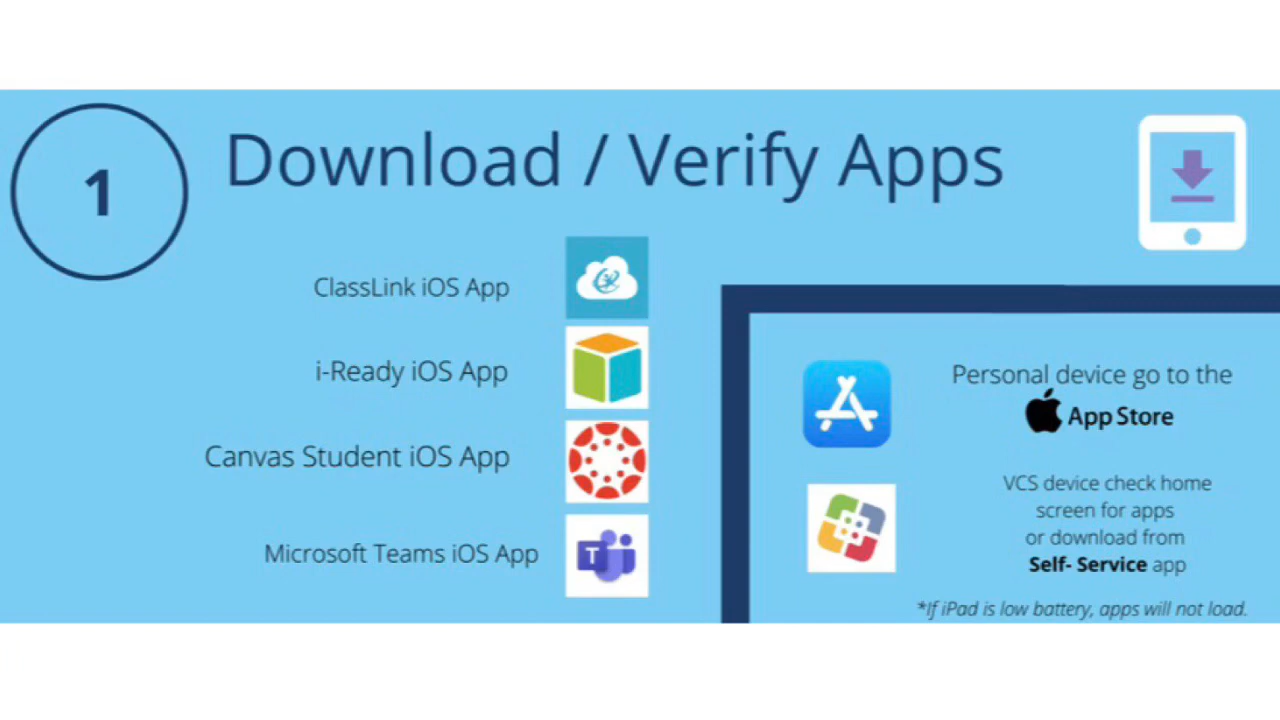 1
Download / Verify Apps
ClassLink iOS App
i-Ready iOS App
Canvas Student iOS App
T
Microsoft Teams iOS App
Personal device go to the
App Store
VCS device check home
screen for apps
or download from
Self- Service app
*If iPad is low battery, apps will not load.